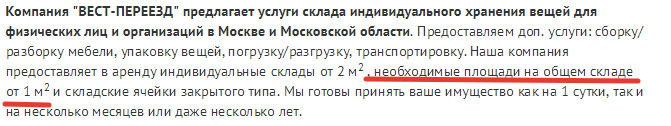 Компания "ВЕСТ-ПЕРЕЕЗД" предлагает услуги склада индивидуального хранения вещей для
физических лиц и организаций в Москве и Московской области. Предоставляем доп. услуги: сборку/
разборку мебели, упаковку вещей, погрузку/разгрузку, транспортировку. Наша компания
предоставляет в аренду индивидуальные склады от 2 м², необходимые площади на общем складе
от 1 м² и складские ячейки закрытого типа. Мы готовы принять ваше имущество как на 1 сутки, так и
на несколько месяцев или даже несколько лет.